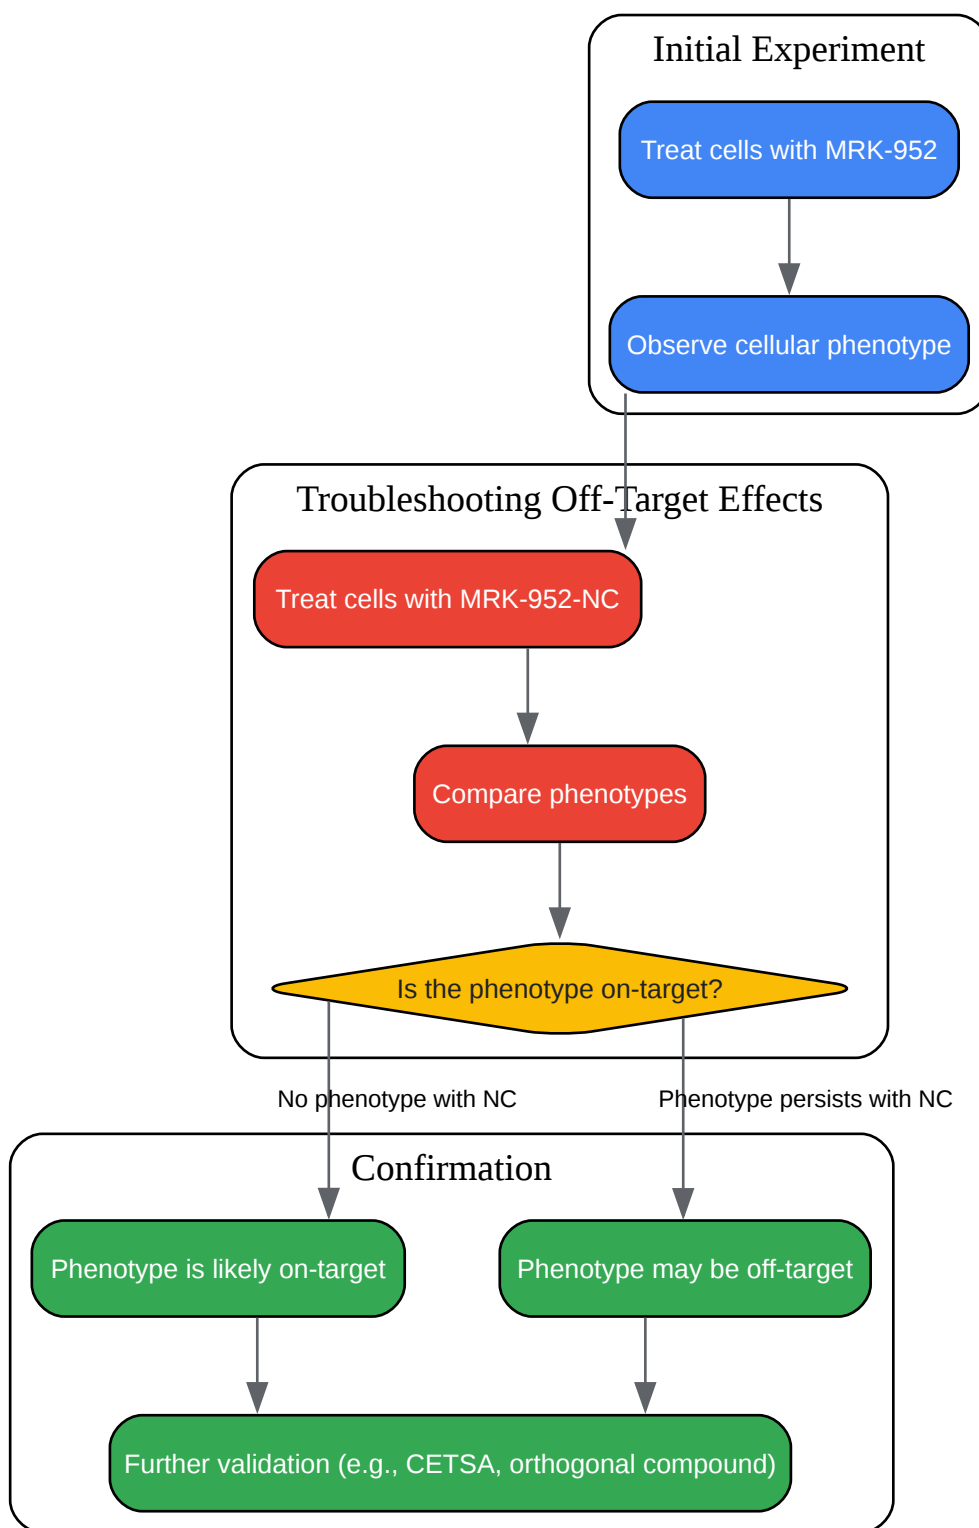 Initial Experiment
Treat cells with MRK-952
Observe cellular phenotype
Troubleshooting Off-Target Effects
Treat cells with MRK-952-NC
Compare phenotypes
Is the phenotype on-target?
No phenotype with NC
Phenotype persists with NC
Confirmation
Phenotype is likely on-target
Phenotype may be off-target
Further validation (e.g., CETSA, orthogonal compound)